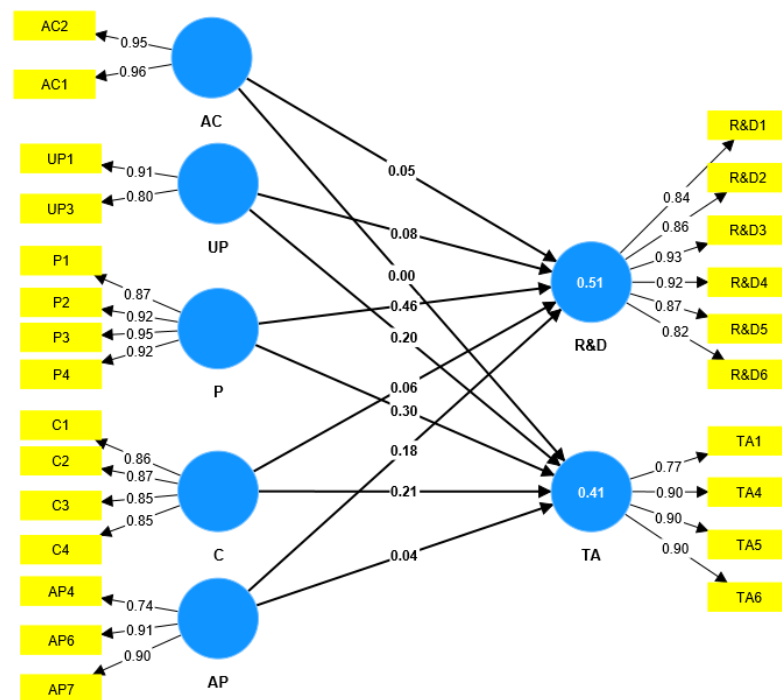 AC2
0.95
AC1
0.96
AC
UP1
0.91
UP3
0.80
UP
P1
0.87
P2
0.92
P3
0.95
P4
0.92
P
C1
0.86
C2
0.87
C3
0.85
C4
0.85
C
AP4
0.74
AP6
0.91
AP7
0.90
AP
0.05
0.08
0.00
0.46
0.20
0.06
0.30
0.18
0.21
0.04
0.51
R&D
0.41
TA
R&D1
0.84
R&D2
0.86
R&D3
0.93
R&D4
0.92
R&D5
0.87
R&D6
0.82
TA1
0.77
TA4
0.90
TA5
0.90
TA6
0.90